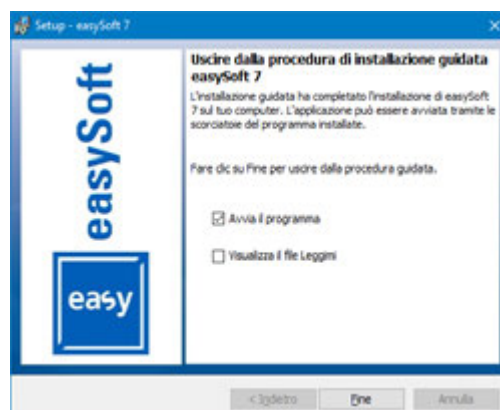 Setup - easySoft 7
easySoft
easy
Uscire dalla procedura di installazione guidata
easySoft 7
L'installazione guidata ha completato l'installazione di easySoft
7 sul tuo computer. L'applicazione può essere avviata tramite le
scorciatoie del programma installate.
Fare clic su Fine per uscire dalla procedura guidata.
Avvia il programma
Visualizza il file Leggimi
< Indietro
Fine
Annulla